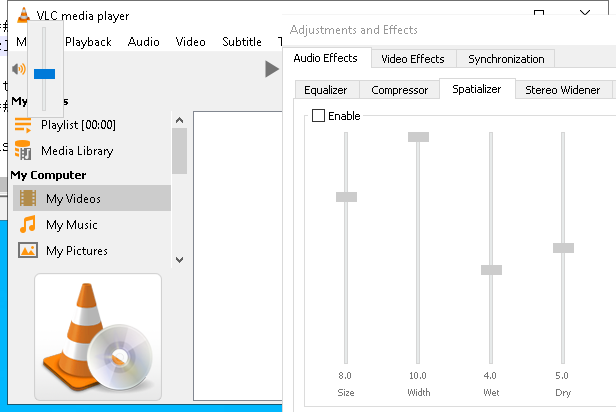 VLC media player
Playback Audio Video Subtitle
Playlist [00:00]
Media Library
My Computer
My Videos
My Music
My Pictures
Adjustments and Effects
Audio Effects Video Effects Synchronization
Equalizer Compressor Spatializer Stereo Widener
Enable
8.0 10.0 4.0 5.0
Size Width Wet Dry